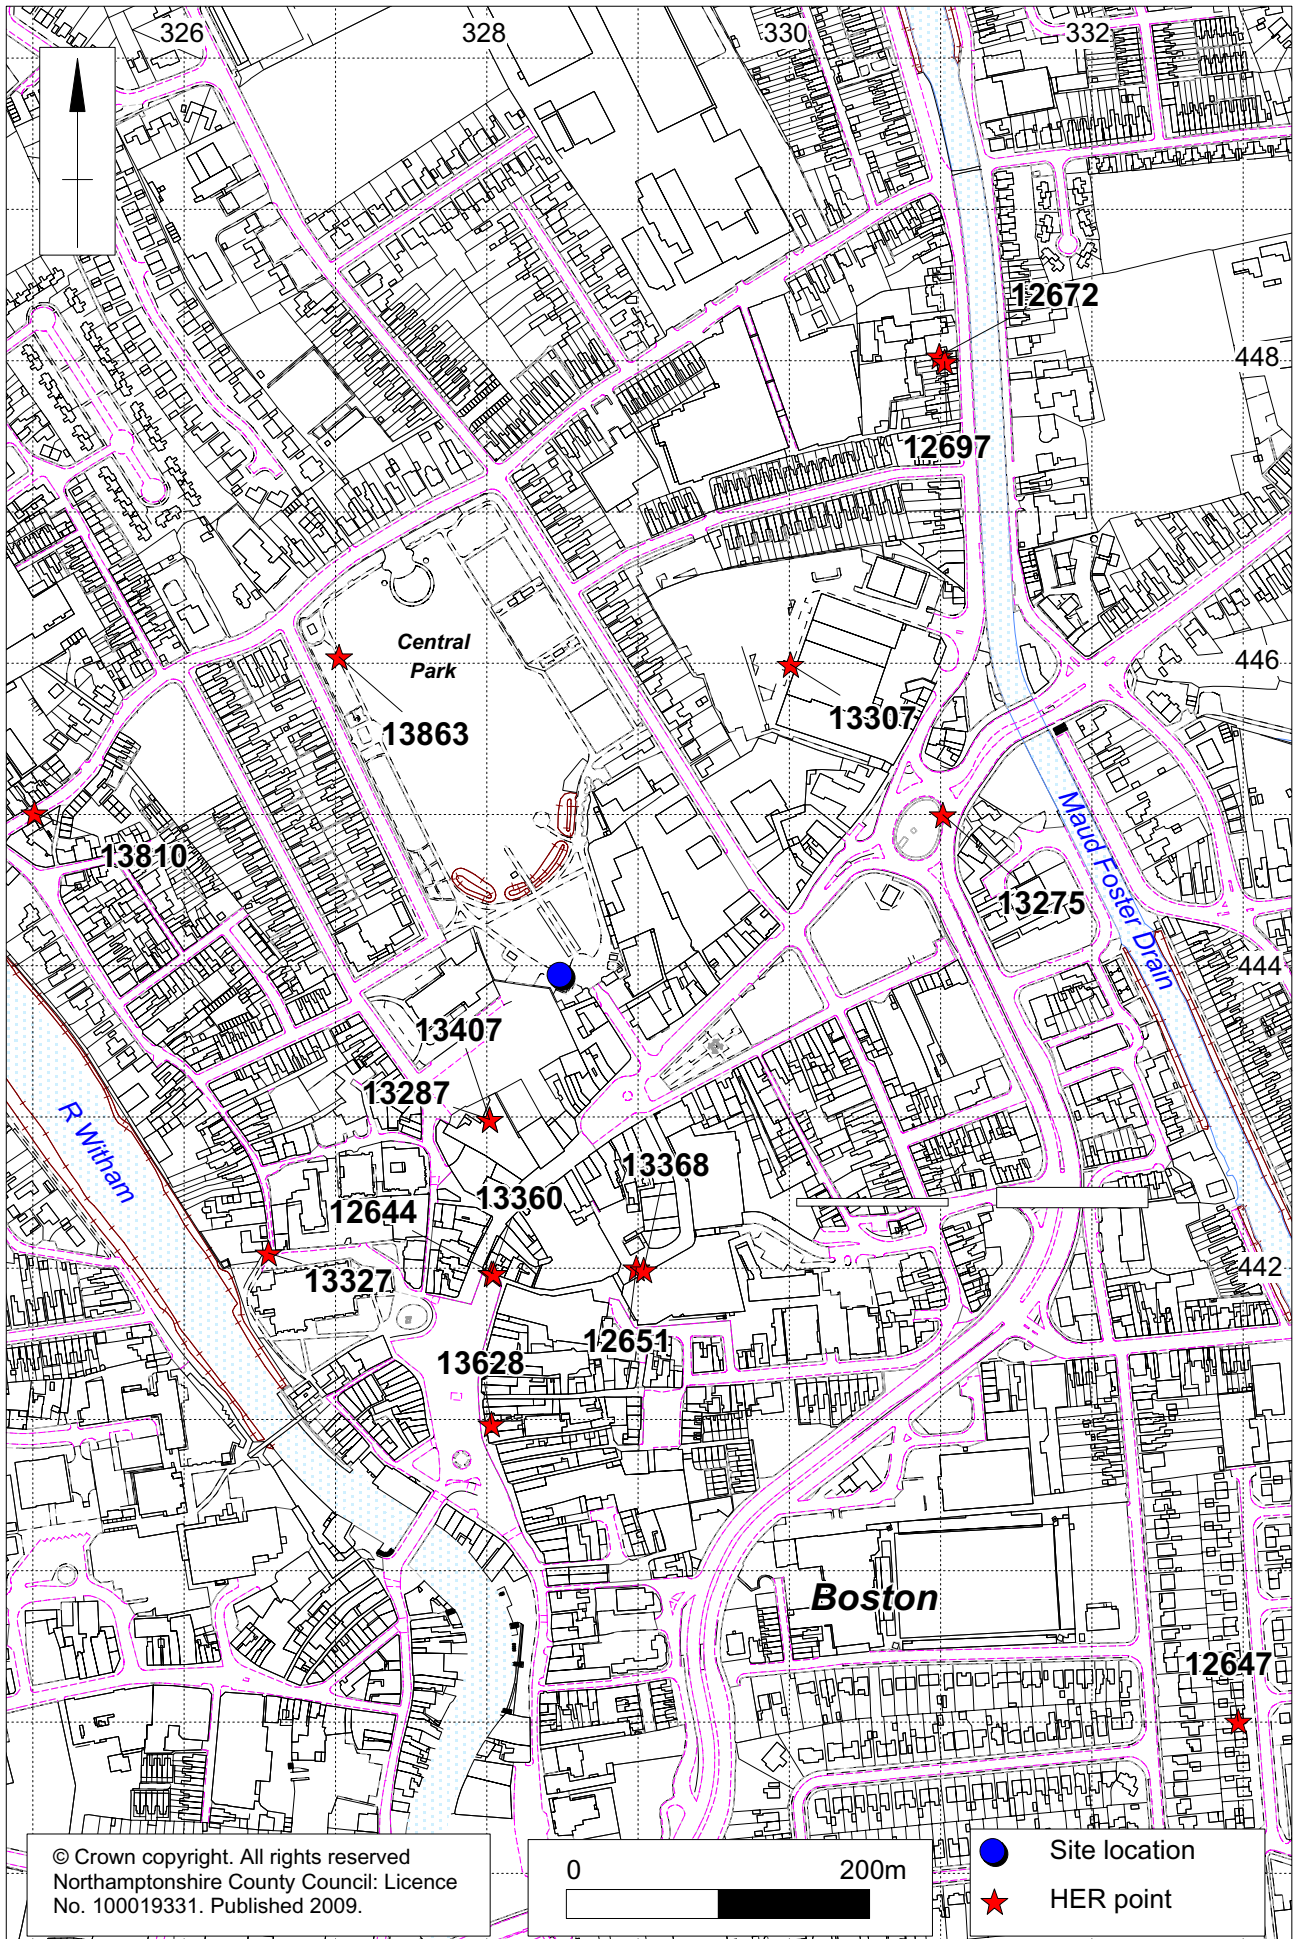 326
328
330
332
12672
448
12697
Central
Park
446
13863
13307
13810
Maud Foster Drain
13275
444
13407
13287
R Witham
13368
13360
12644
442
13327
12651
13628
Boston
12647
© Crown copyright. All rights reserved
Northamptonshire County Council: Licence
No. 100019331. Published 2009.
0 200m
Site location
HER point